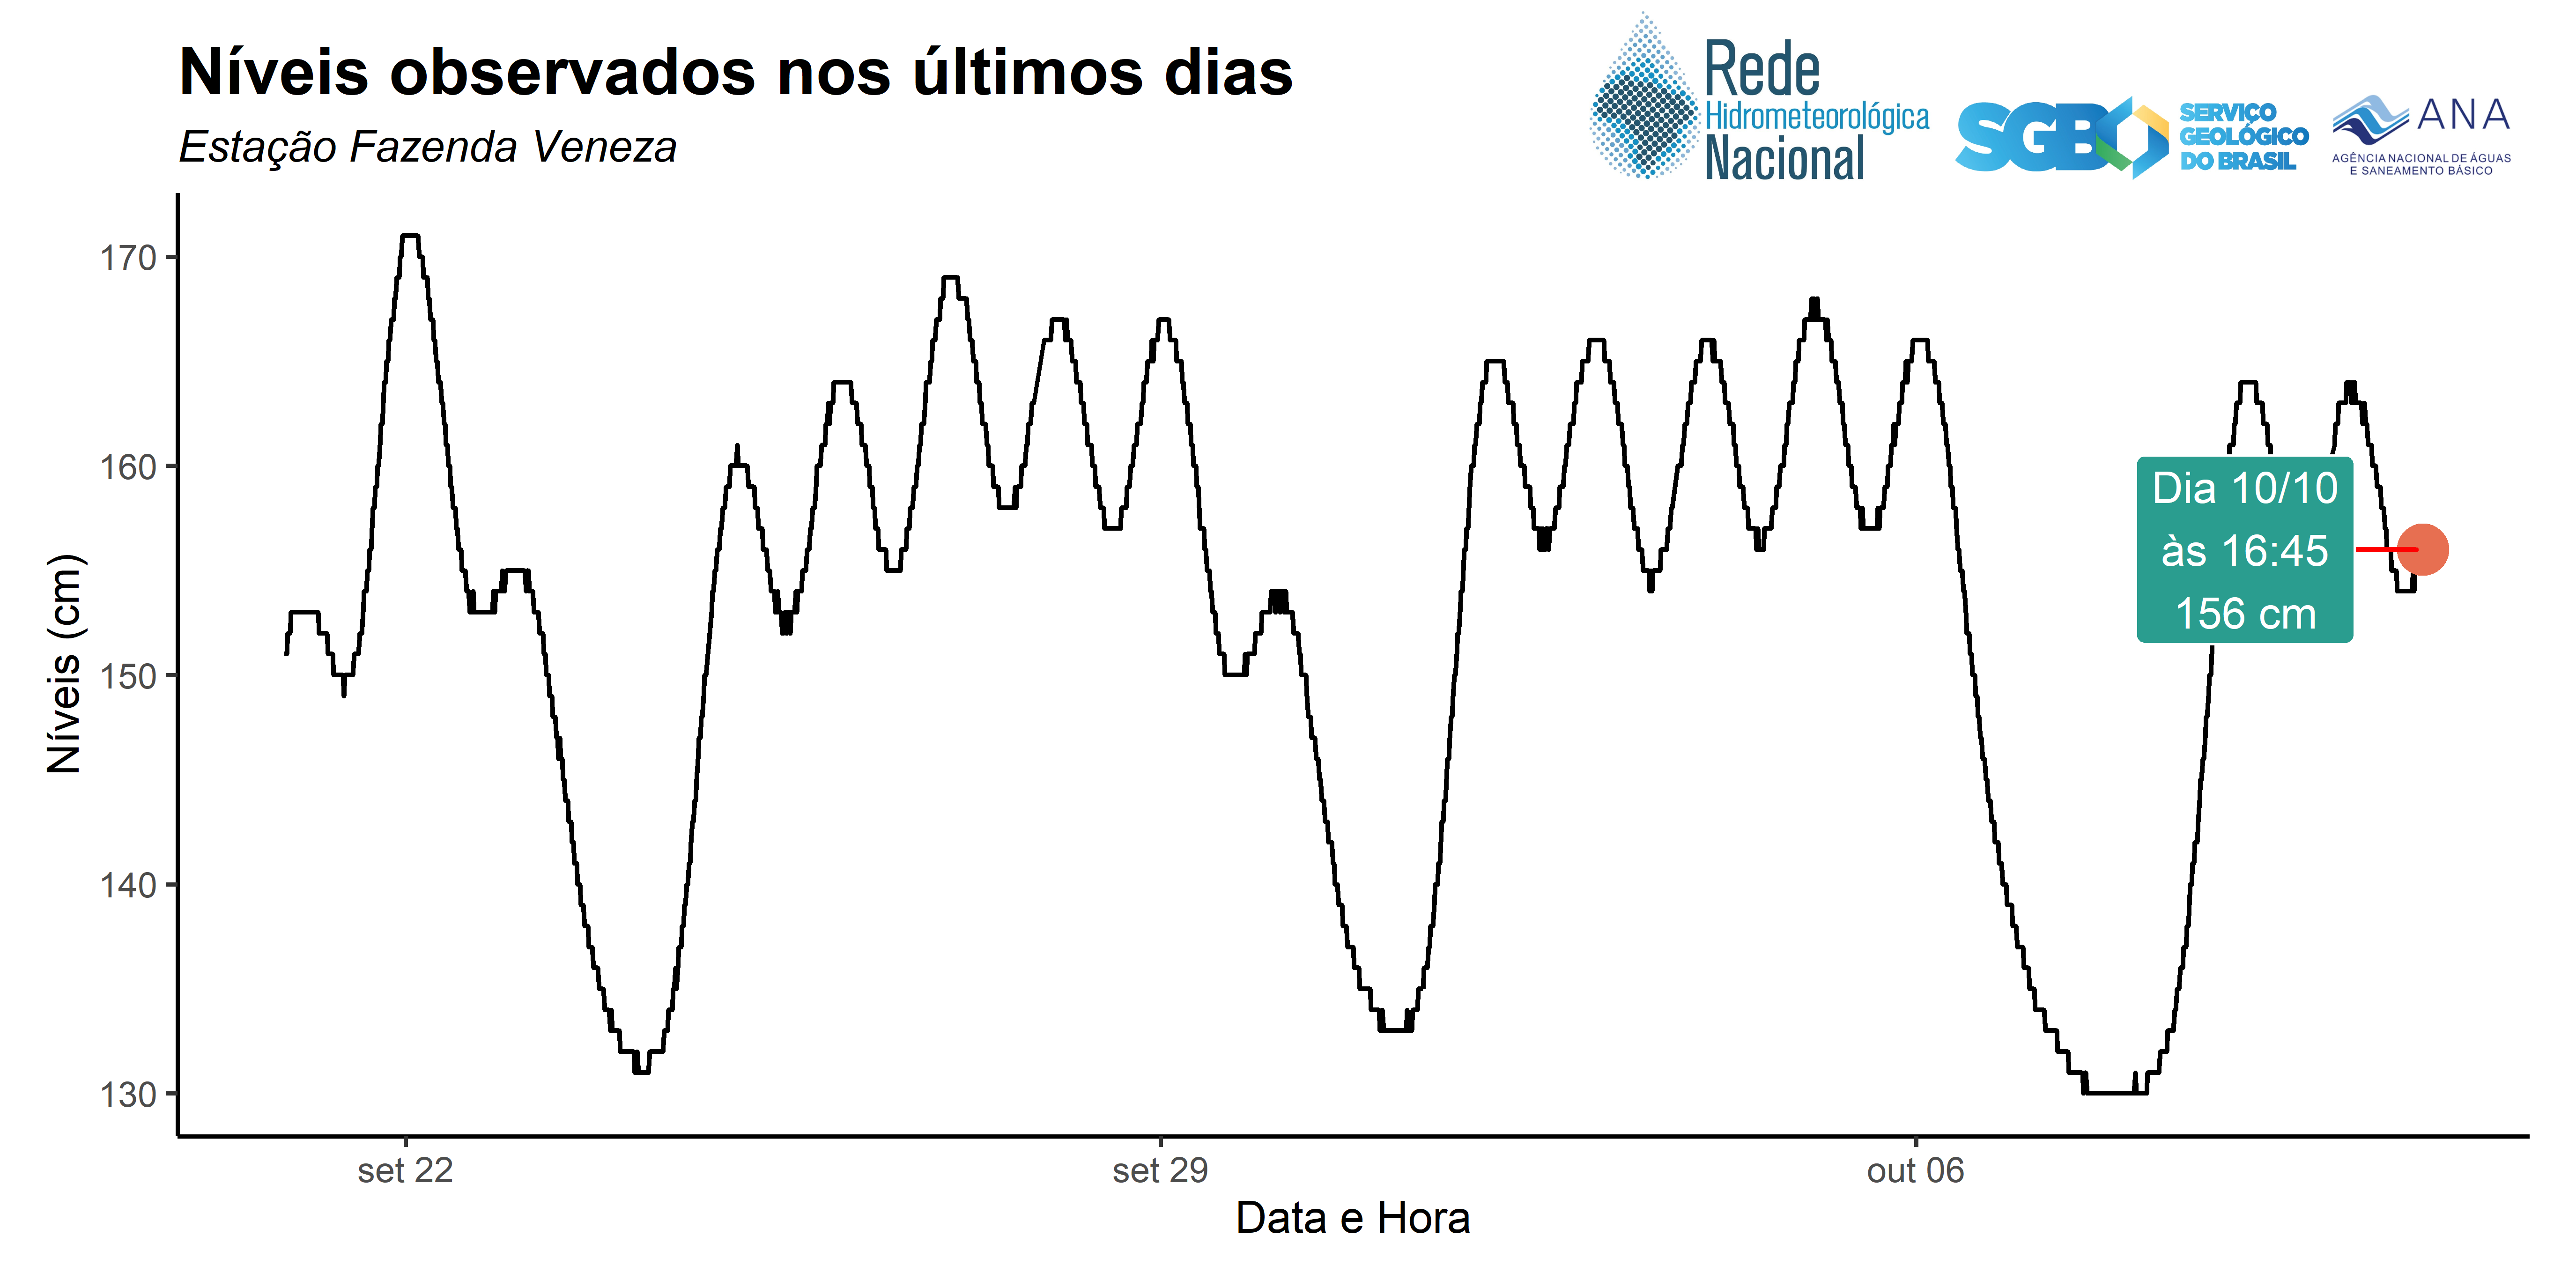 Níveis observados nos últimos dias
Estação Fazenda Veneza
Rede
Hidrometeorológica
Nacional
SGB
SERVIÇO
GEOLÓGICO
DO BRASIL
ANA
AGÊNCIA NACIONAL DE ÁGUAS
E SANEAMENTO BÁSICO
Níveis (cm)
170
160
150
140
130
Dia 10/10
às 16:45
156 cm
set 22
set 29
out 06
Data e Hora